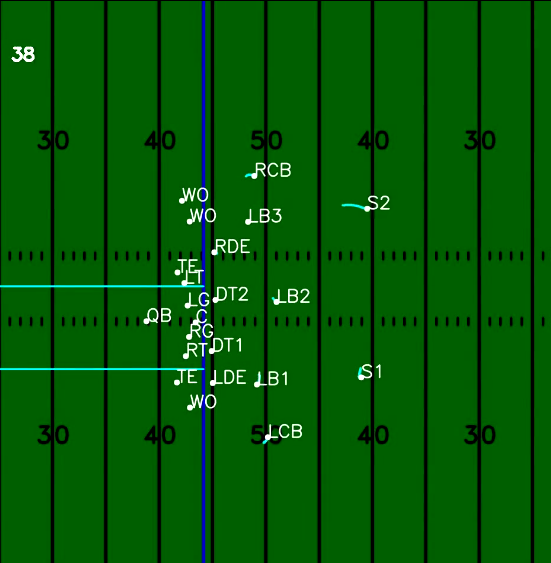 38
30 40 50 40 30
RCB
WO
S2
WO
LB3
RDE
TE
LT
DT2
LB2
LG
QB
C
RG
DT1
RT
S1
TE
LDE
LB1
WO
LCB
30 40 50 40 30